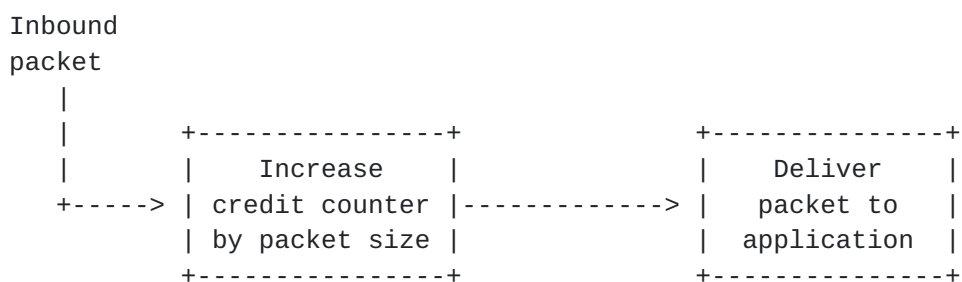 Inbound
packet
Increase
credit counter
by packet size
Deliver
packet to
application